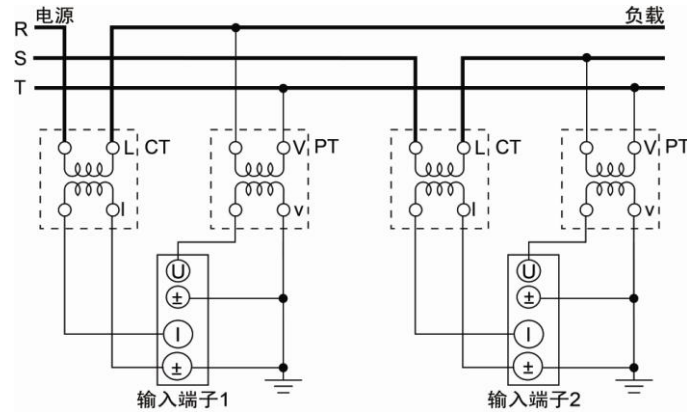 电源 负载
R
S
T
L CT V PT L CT V PT
l v l v
U U
± ±
I I
± ±
输入端子1 输入端子2